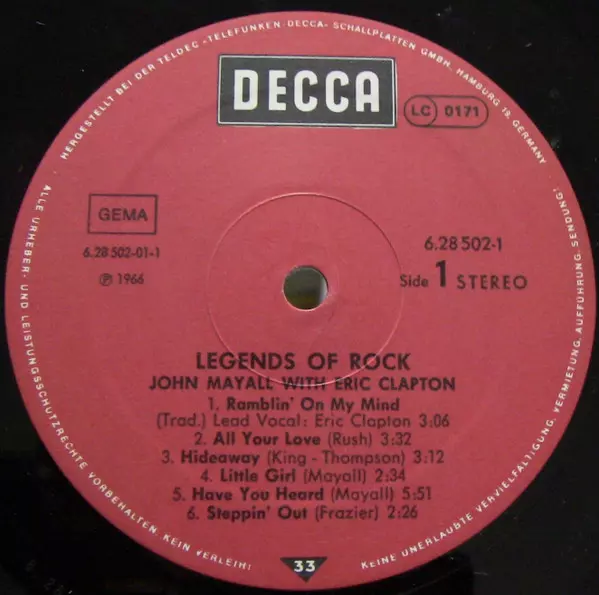 HERGESTELLT BEI DER TELDEC »TELEFUNKEN-DECCA« SCHALLPLATTEN GMBH, HAMBURG 19, GERMANY
DECCA
LC 0171
GEMA
6.28 502-01-1
Ⓟ 1966
6.28 502-1
Side 1 STEREO
LEGENDS OF ROCK
JOHN MAYALL WITH ERIC CLAPTON
1. Ramblin' On My Mind
(Trad.) Lead Vocal: Eric Clapton 3:06
2. All Your Love (Rush) 3:32
3. Hideaway (King - Thompson) 3:12
4. Little Girl (Mayall) 2:34
5. Have You Heard (Mayall) 5:51
6. Steppin' Out (Frazier) 2:26
33
ALLE URHEBER- UND LEISTUNGSSCHUTZRECHTE VORBEHALTEN. KEIN VERLEIH!
KEINE UNERLAUBTE VERVIELFÄLTIGUNG, VERMIETUNG, AUFFÜHRUNG, SENDUNG!